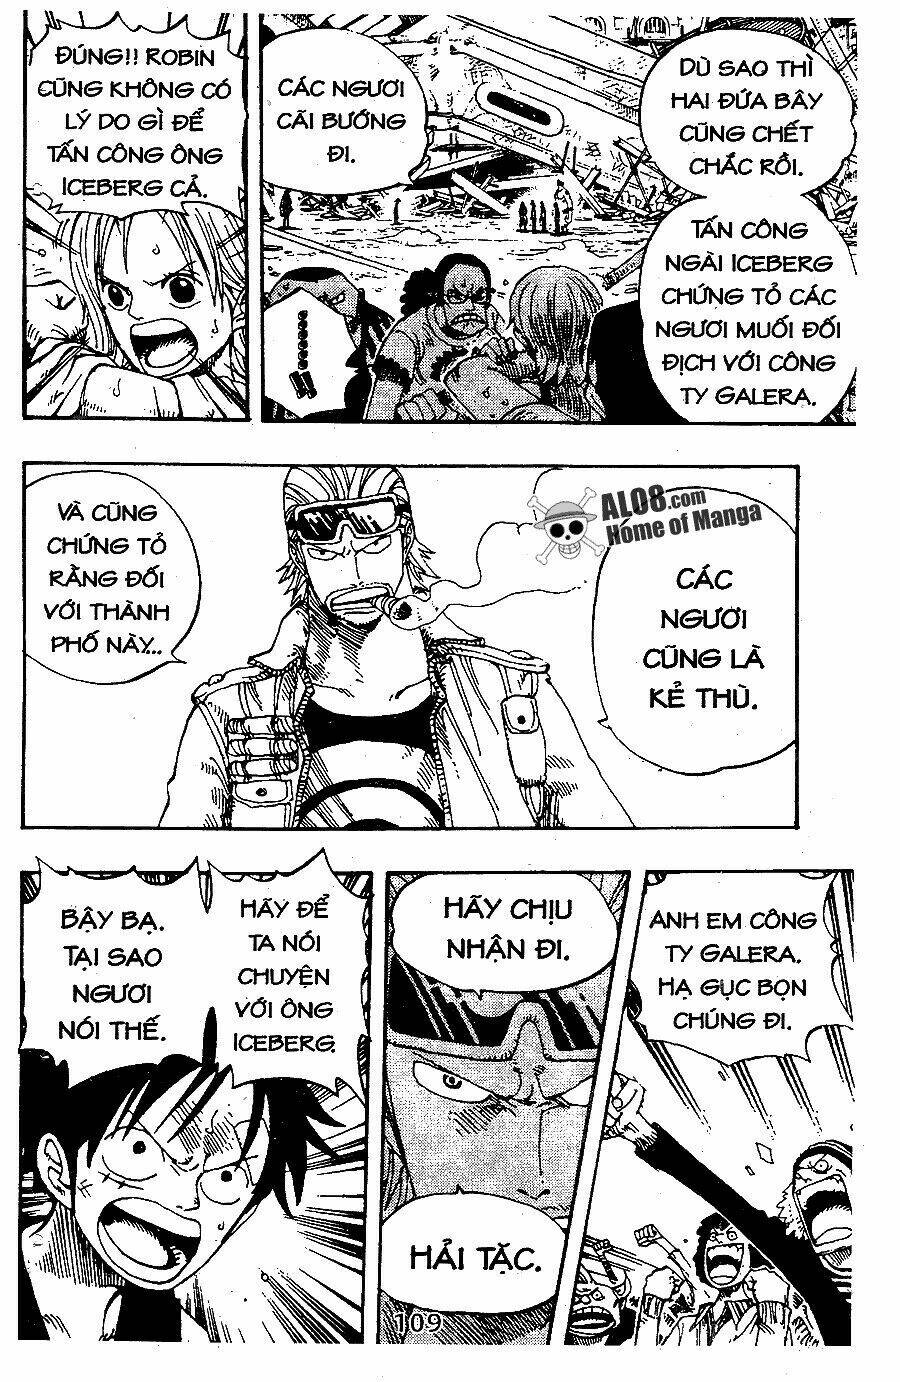 DÙ SAO THÌ
HAI ĐỨA BÂY
CŨNG CHẾT
CHẮC RỒI.
TẤN CÔNG
NGÀI ICEBERG
CHỨNG TỎ CÁC
NGƯƠI MUỐI ĐỐI
ĐỊCH VỚI CÔNG
TY GALERA.
CÁC NGƯƠI
CÃI BƯỚNG
ĐI.
ĐÚNG!! ROBIN
CŨNG KHÔNG CÓ
LÝ DO GÌ ĐỂ
TẤN CÔNG ÔNG
ICEBERG CẢ.
ALO8.com
Home of Manga
CÁC
NGƯƠI
CŨNG LÀ
KẺ THÙ.
VÀ CŨNG
CHỨNG TỎ
RẰNG ĐỐI
VỚI THÀNH
PHỐ NÀY...
ANH EM CÔNG
TY GALERA.
HẠ GỤC BỌN
CHÚNG ĐI.
HÃY CHỊU
NHẬN ĐI.
HẢI TẶC.
HÃY ĐỂ
TA NÓI
CHUYỆN
VỚI ÔNG
ICEBERG.
BẬY BẠ.
TẠI SAO
NGƯƠI
NÓI THẾ.
109